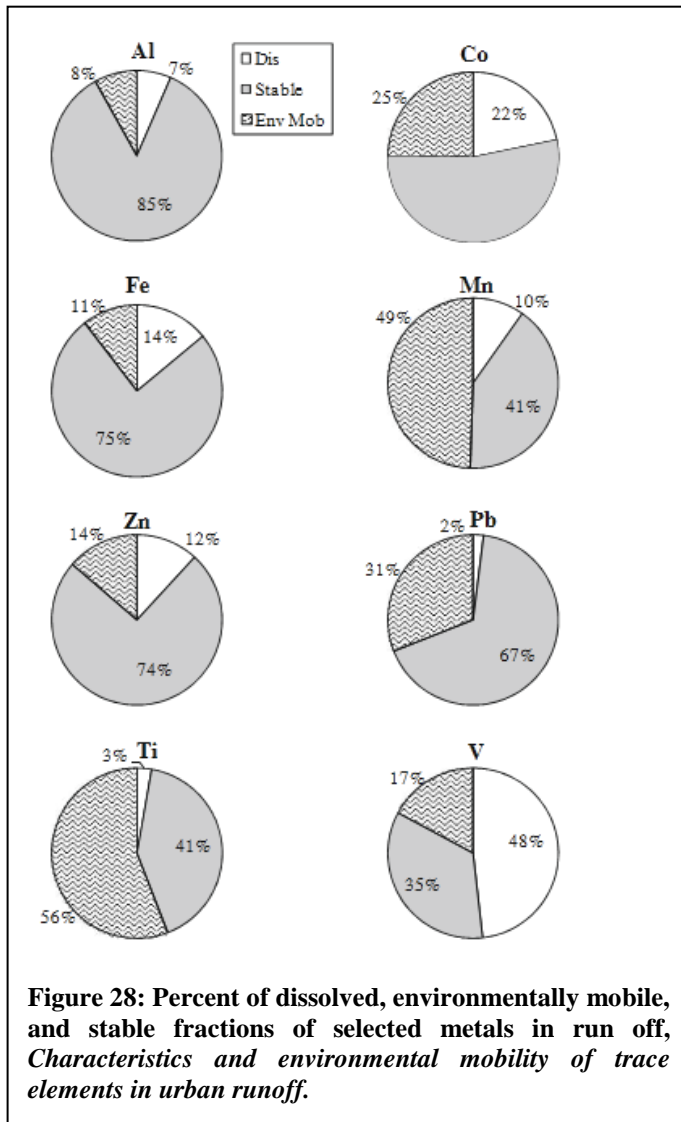 Al
8%
7%
85%
Dis
Stable
Env Mob
Co
25%
22%
Fe
11%
14%
75%
Mn
49%
10%
41%
Zn
14%
12%
74%
Pb
2%
31%
67%
Ti
3%
41%
56%
V
17%
48%
35%
Figure 28: Percent of dissolved, environmentally mobile,
and stable fractions of selected metals in run off,
Characteristics and environmental mobility of trace
elements in urban runoff.